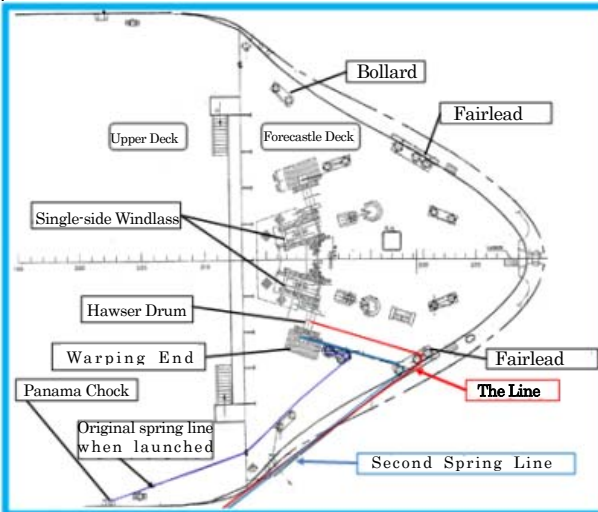 Bollard
Fairlead
Upper Deck
Forecastle Deck
Single-side Windlass
Hawser Drum
Warping End
Fairlead
Panama Chock
The Line
Original spring line
when launched
Second Spring Line